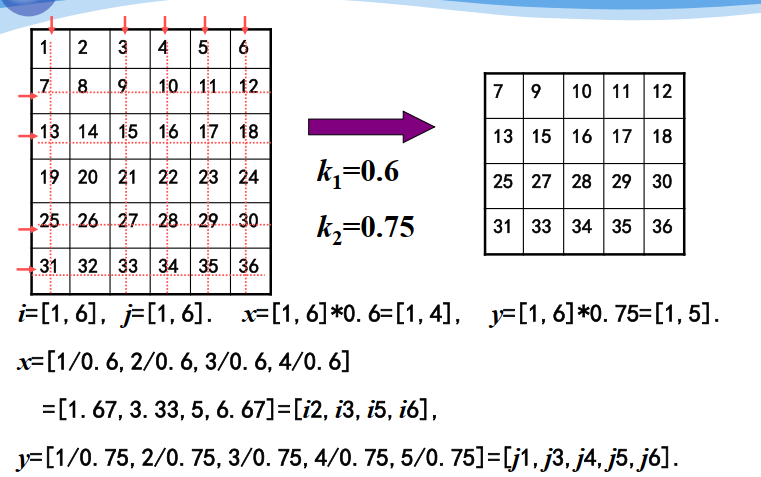 1 2 3 4 5 6
7 8 9 10 11 12
13 14 15 16 17 18
19 20 21 22 23 24
25 26 27 28 29 30
31 32 33 34 35 36
k₁=0.6
k₂=0.75
7 9 10 11 12
13 15 16 17 18
25 27 28 29 30
31 33 34 35 36
i=[1,6], j=[1,6]. x=[1,6]*0.6=[1,4], y=[1,6]*0.75=[1,5].
x=[1/0.6,2/0.6,3/0.6,4/0.6]
=[1.67,3.33,5,6.67]=[i2,i3,i5,i6],
y=[1/0.75,2/0.75,3/0.75,4/0.75,5/0.75]=[j1,j3,j4,j5,j6].